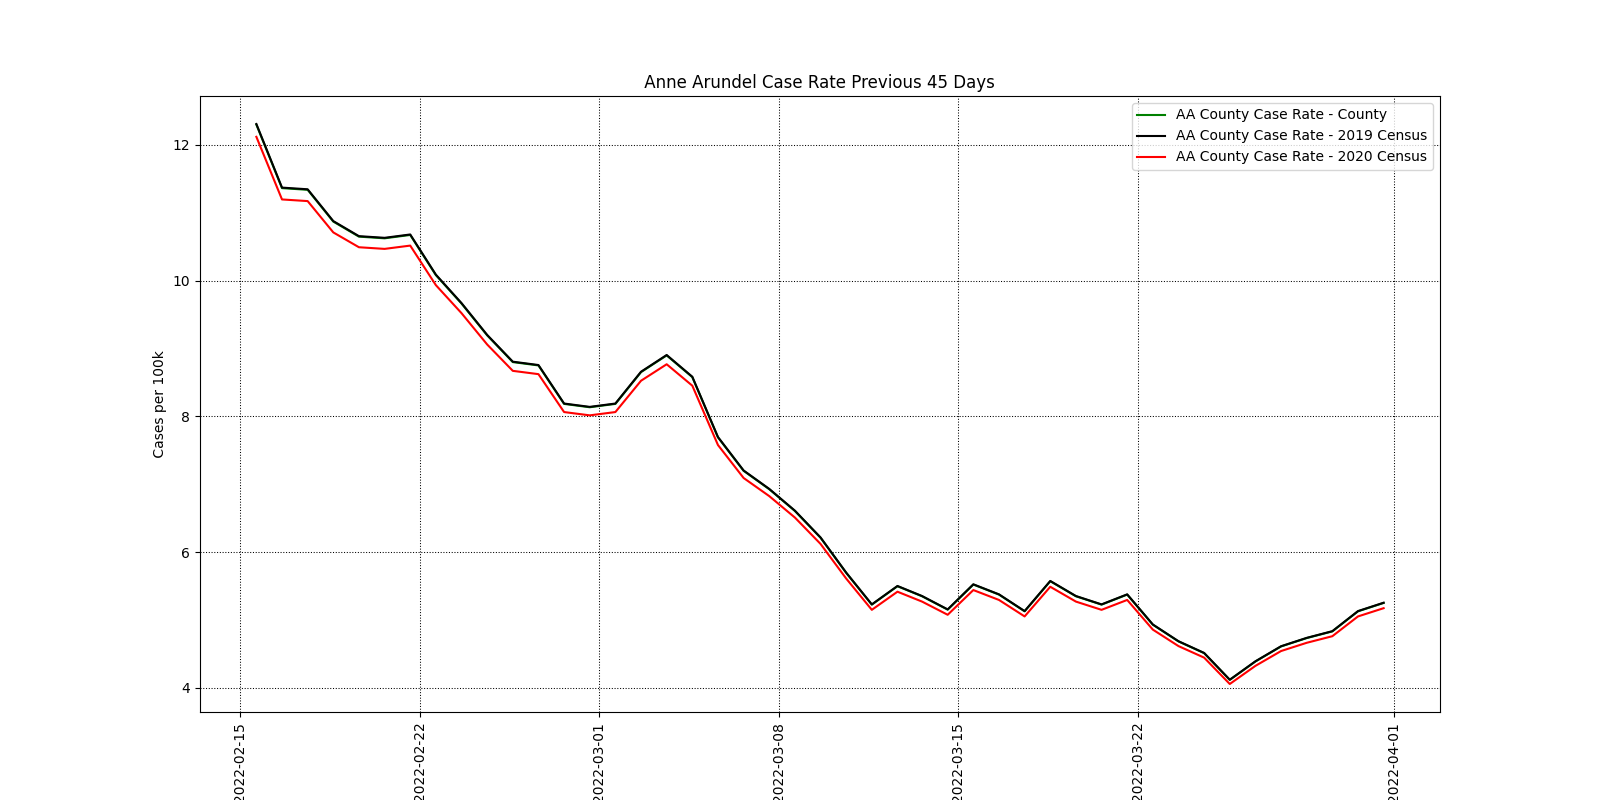 Anne Arundel Case Rate Previous 45 Days
AA County Case Rate - County
AA County Case Rate - 2019 Census
AA County Case Rate - 2020 Census
Cases per 100k
12
10
8
6
4
2022-02-15
2022-02-22
2022-03-01
2022-03-08
2022-03-15
2022-03-22
2022-04-01